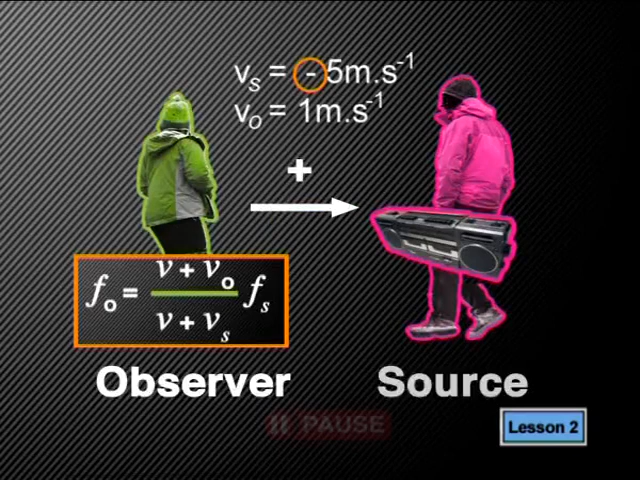 vₛ = - 5m.s⁻¹
vₒ = 1m.s⁻¹
+
fₒ = (v + vₒ)/(v + vₛ) fₛ
Observer
Source
PAUSE
Lesson 2